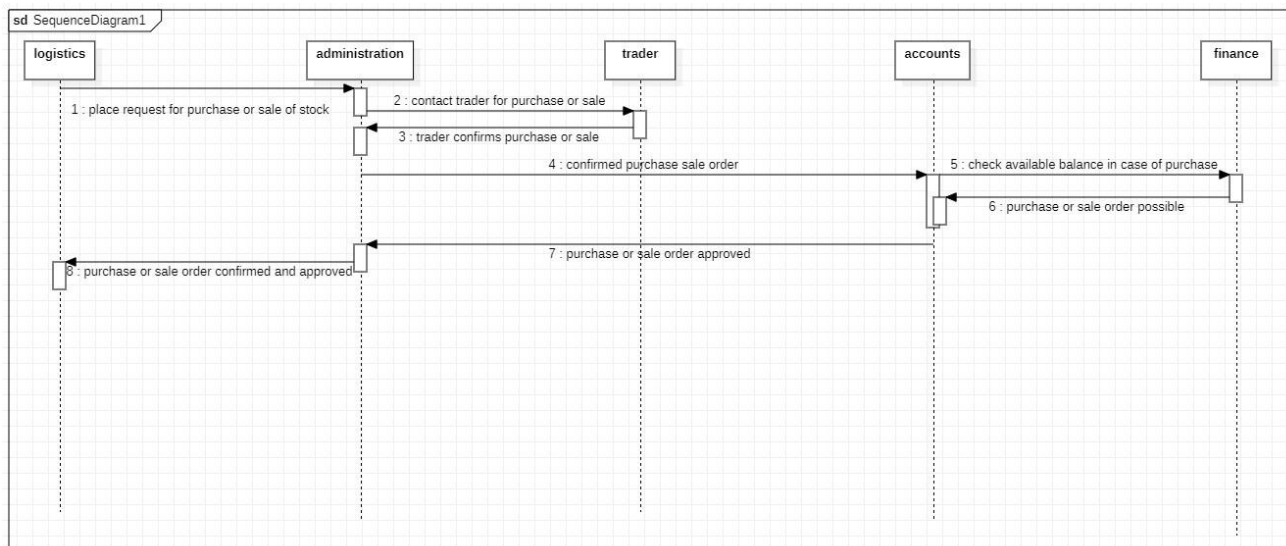 sd SequenceDiagram1
logistics
administration
trader
accounts
finance
1 : place request for purchase or sale of stock
2 : contact trader for purchase or sale
3 : trader confirms purchase or sale
4 : confirmed purchase sale order
5 : check available balance in case of purchase
6 : purchase or sale order possible
7 : purchase or sale order approved
8 : purchase or sale order confirmed and approved